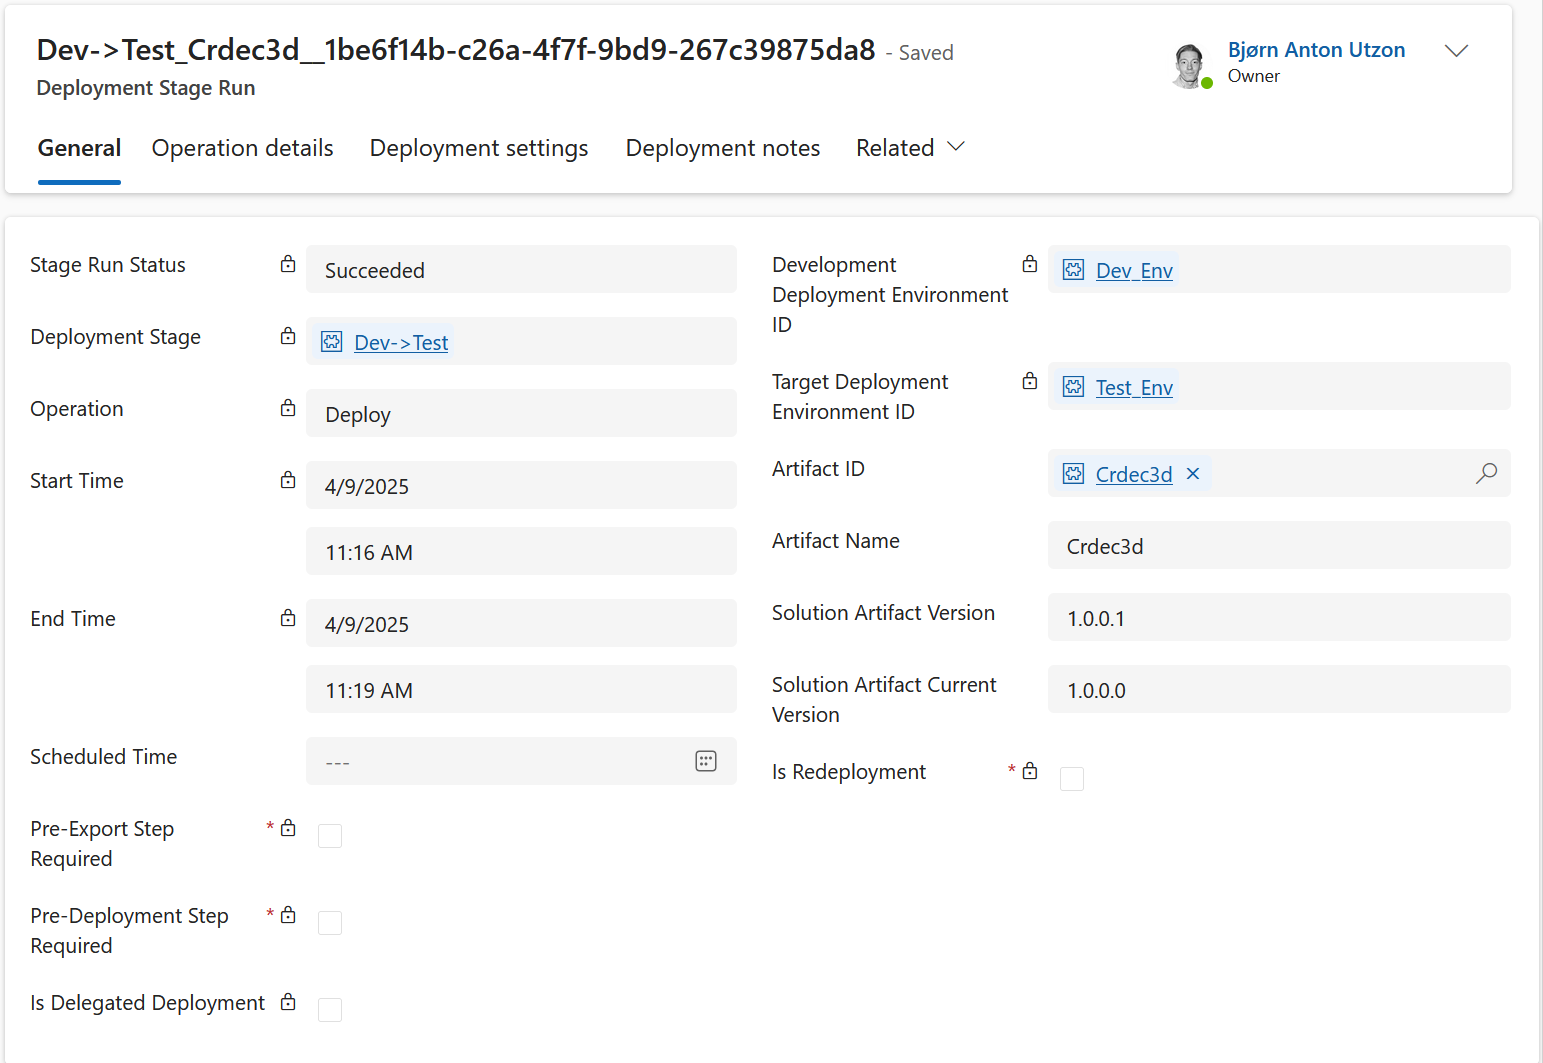 Dev->Test_Crdec3d__1be6f14b-c26a-4f7f-9bd9-267c39875da8 - Saved
Deployment Stage Run
Bjørn Anton Utzon
Owner
General Operation details Deployment settings Deployment notes Related
Stage Run Status
Succeeded
Deployment Stage
Dev->Test
Operation
Deploy
Start Time
4/9/2025
11:16 AM
End Time
4/9/2025
11:19 AM
Scheduled Time
---
Pre-Export Step
Required
*
Pre-Deployment Step
Required
*
Is Delegated Deployment
Development
Deployment Environment
ID
Dev_Env
Target Deployment
Environment ID
Test_Env
Artifact ID
Crdec3d
Artifact Name
Crdec3d
Solution Artifact Version
1.0.0.1
Solution Artifact Current
Version
1.0.0.0
Is Redeployment
*